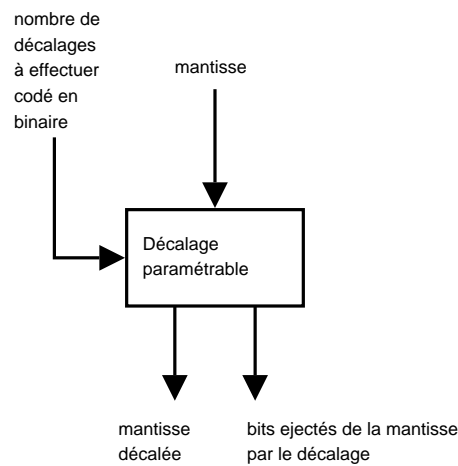 nombre de
décalages
à effectuer
codé en
binaire
mantisse
Décalage
paramétrable
mantisse
décalée
bits ejectés de la mantisse
par le décalage